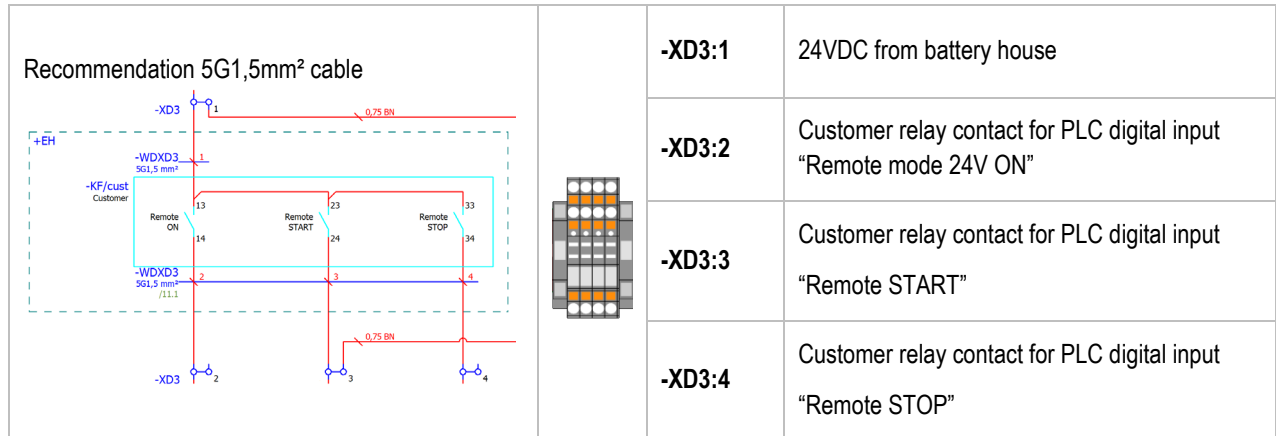 Recommendation 5G1,5mm² cable
-XD3
1
0,75 BN
+EH
-WDXD3
1
5G1,5 mm²
-KF/cust
Customer
13
23
33
Remote
ON
Remote
START
Remote
STOP
14
24
34
-WDXD3
2
3
4
5G1,5 mm²
/11.1
0,75 BN
-XD3
2
3
4
-XD3:1
24VDC from battery house
-XD3:2
Customer relay contact for PLC digital input
“Remote mode 24V ON”
-XD3:3
Customer relay contact for PLC digital input
“Remote START”
-XD3:4
Customer relay contact for PLC digital input
“Remote STOP”